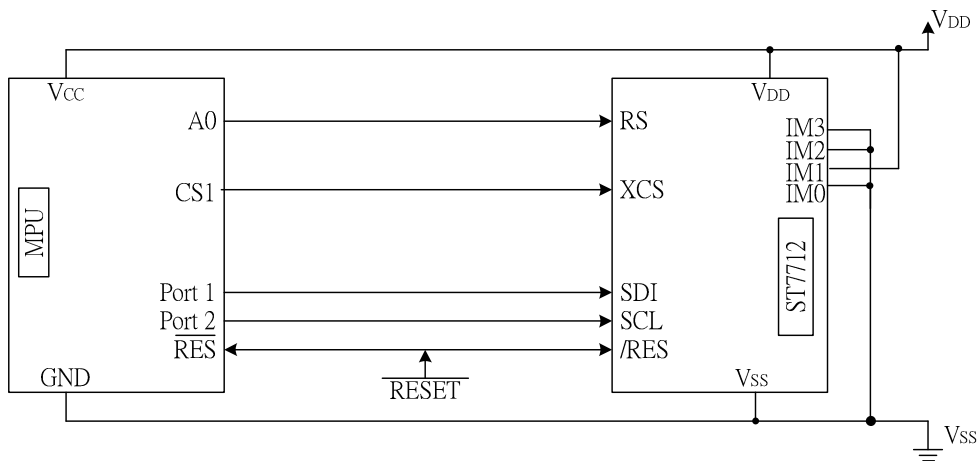 VDD
VCC
VDD
A0
RS
IM3
IM2
IM1
IM0
CS1
XCS
MPU
ST7712
Port 1
SDI
Port 2
SCL
RES
/RES
RESET
GND
VSS
VSS